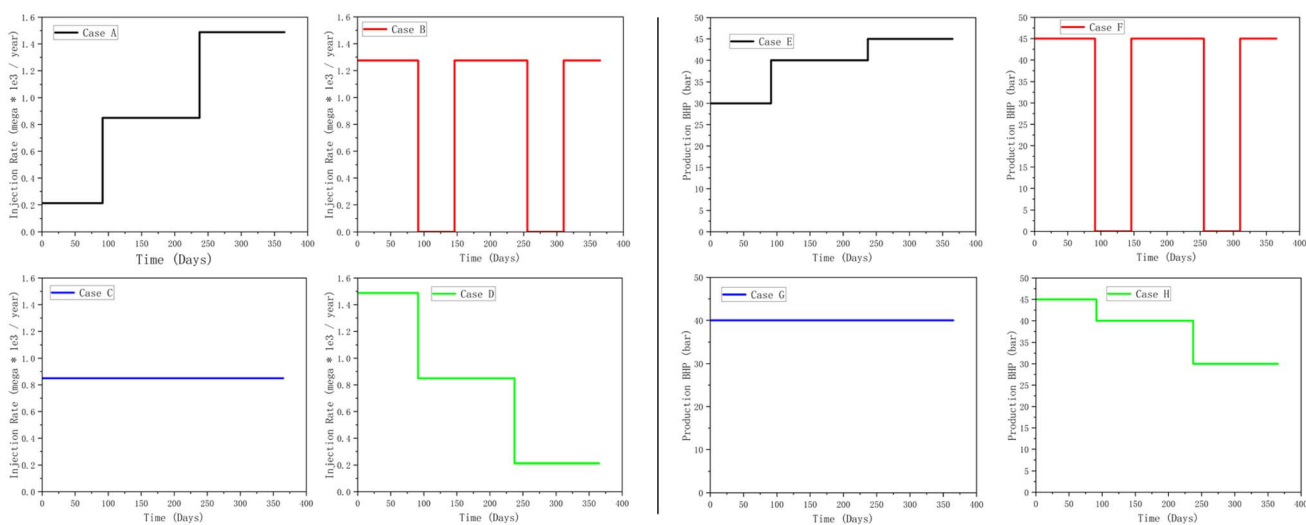 1.6
1.4
1.2
1.0
0.8
0.6
0.4
0.2
0.0
Injection Rate (mega * 1e3 / year)
Case A
0 50 100 150 200 250 300 350 400
Time (Days)
1.6
1.4
1.2
1.0
0.8
0.6
0.4
0.2
0.0
Injection Rate (mega * 1e3 / year)
Case B
0 50 100 150 200 250 300 350 400
Time (Days)
50
45
40
35
30
25
20
15
10
5
0
Production BHP (bar)
Case E
0 50 100 150 200 250 300 350 400
Time (Days)
50
45
40
35
30
25
20
15
10
5
0
Production BHP (bar)
Case F
0 50 100 150 200 250 300 350 400
Time (Days)
1.6
1.4
1.2
1.0
0.8
0.6
0.4
0.2
0.0
Injection Rate (mega * 1e3 / year)
Case C
0 50 100 150 200 250 300 350 400
Time (Days)
1.6
1.4
1.2
1.0
0.8
0.6
0.4
0.2
0.0
Injection Rate (mega * 1e3 / year)
Case D
0 50 100 150 200 250 300 350 400
Time (Days)
50
45
40
35
30
25
20
15
10
5
0
Production BHP (bar)
Case G
0 50 100 150 200 250 300 350 400
Time (Days)
50
45
40
35
30
25
20
15
10
5
0
Production BHP (bar)
Case H
0 50 100 150 200 250 300 350 400
Time (Days)